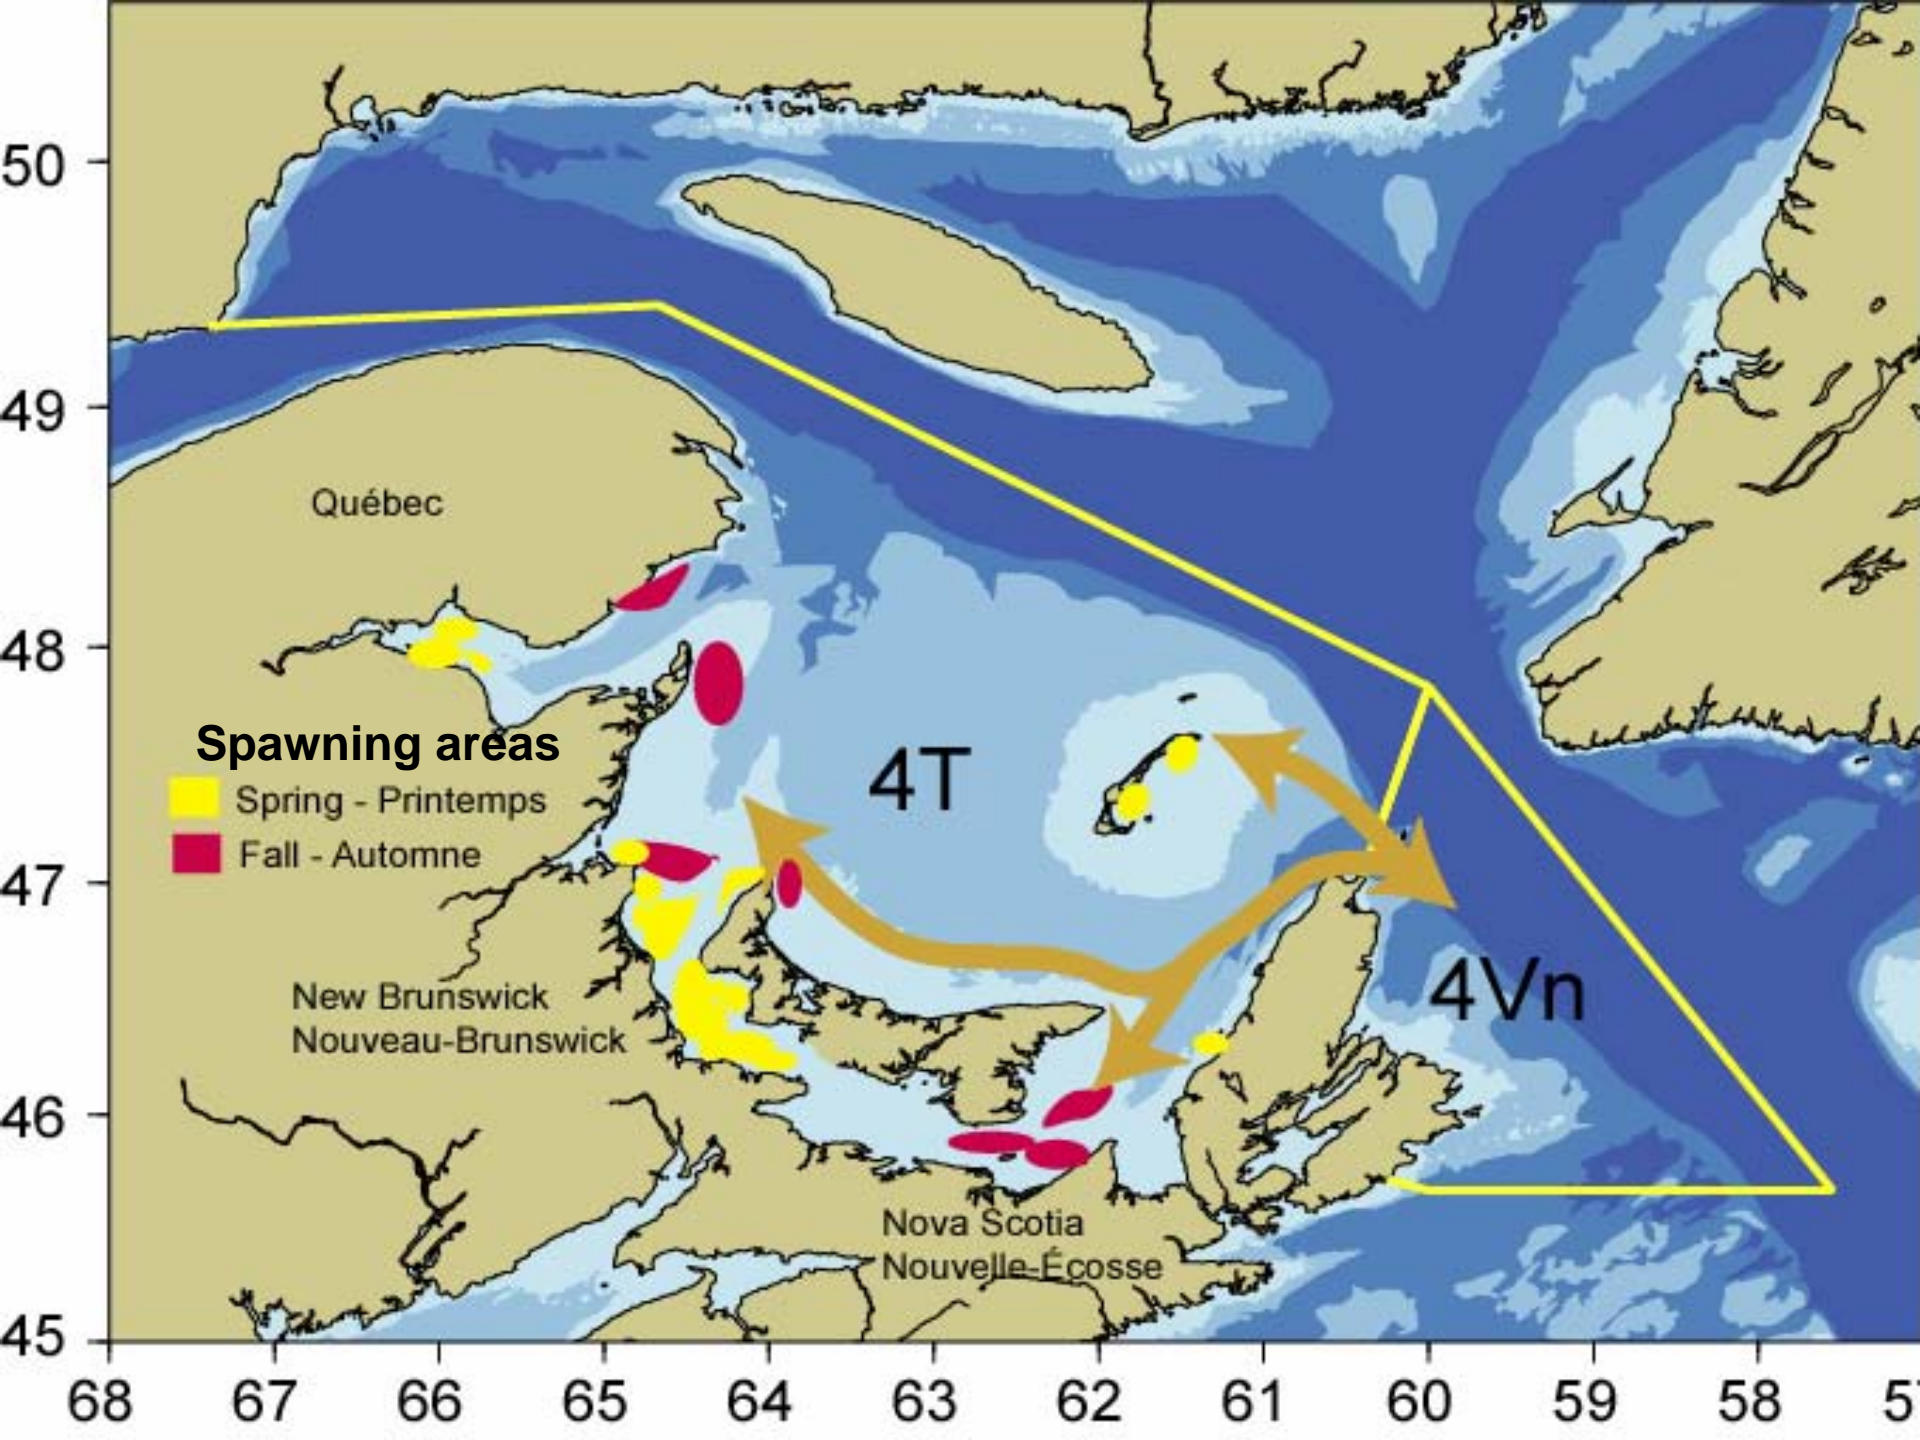 50
49
Québec
48
Spawning areas
Spring - Printemps
4T
Fall - Automne
47
4Vn
New Brunswick
Nouveau-Brunswick
46
Nova Scotia
Nouvelle-Écosse
45
68 67 66 65 64 63 62 61 60 59 58